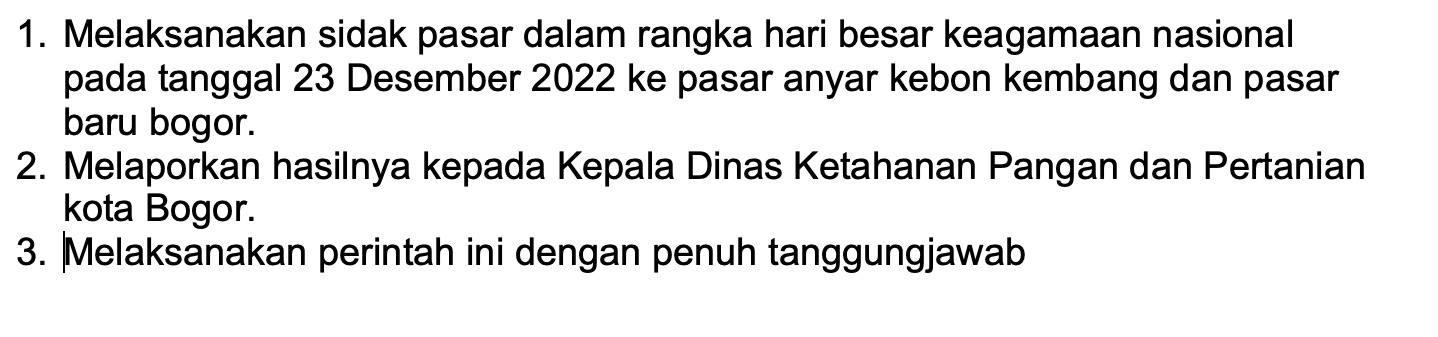 1. Melaksanakan sidak pasar dalam rangka hari besar keagamaan nasional
pada tanggal 23 Desember 2022 ke pasar anyar kebon kembang dan pasar
baru bogor.
2. Melaporkan hasilnya kepada Kepala Dinas Ketahanan Pangan dan Pertanian
kota Bogor.
3. Melaksanakan perintah ini dengan penuh tanggungjawab